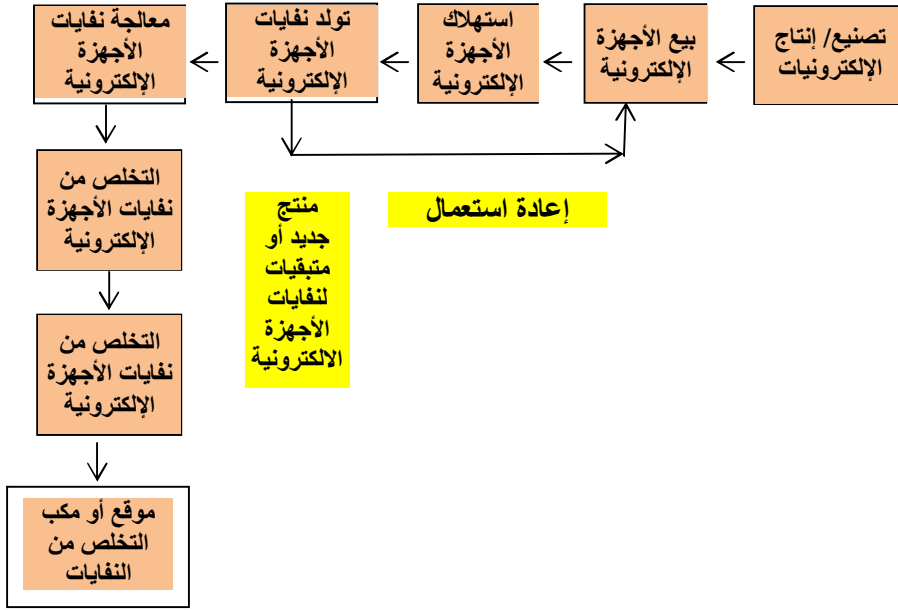 تصنيع/ إنتاج
الإلكترونيات
بيع الأجهزة
الإلكترونية
استهلاك
الأجهزة
الإلكترونية
تولد نفايات
الأجهزة
الإلكترونية
معالجة نفايات
الأجهزة
الإلكترونية
إعادة استعمال
منتج
جديد أو
متبقيات
لنفايات
الأجهزة
الالكترونية
التخلص من
نفايات الأجهزة
الإلكترونية
التخلص من
نفايات الأجهزة
الإلكترونية
موقع أو مكب
التخلص من
النفايات